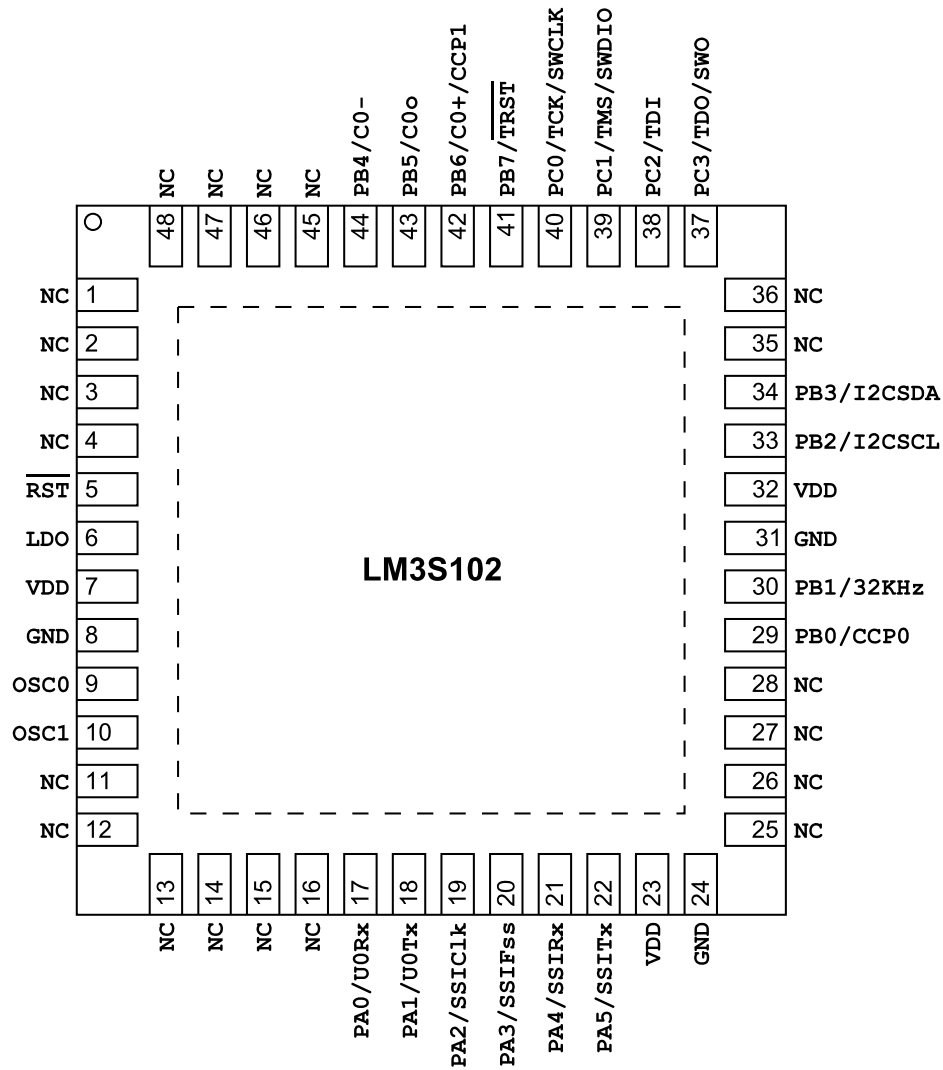 NC
NC
NC
NC
PB4/C0-
PB5/C0o
PB6/C0+/CCP1
PB7/TRST
PC0/TCK/SWCLK
PC1/TMS/SWDIO
PC2/TDI
PC3/TDO/SWO
48
47
46
45
44
43
42
41
40
39
38
37
NC 1
NC 2
NC 3
NC 4
RST 5
LDO 6
VDD 7
GND 8
OSC0 9
OSC1 10
NC 11
NC 12
LM3S102
36 NC
35 NC
34 PB3/I2CSDA
33 PB2/I2CSCL
32 VDD
31 GND
30 PB1/32KHz
29 PB0/CCP0
28 NC
27 NC
26 NC
25 NC
13
14
15
16
17
18
19
20
21
22
23
24
NC
NC
NC
NC
PA0/U0Rx
PA1/U0Tx
PA2/SSIClk
PA3/SSIFss
PA4/SSIRx
PA5/SSITx
VDD
GND